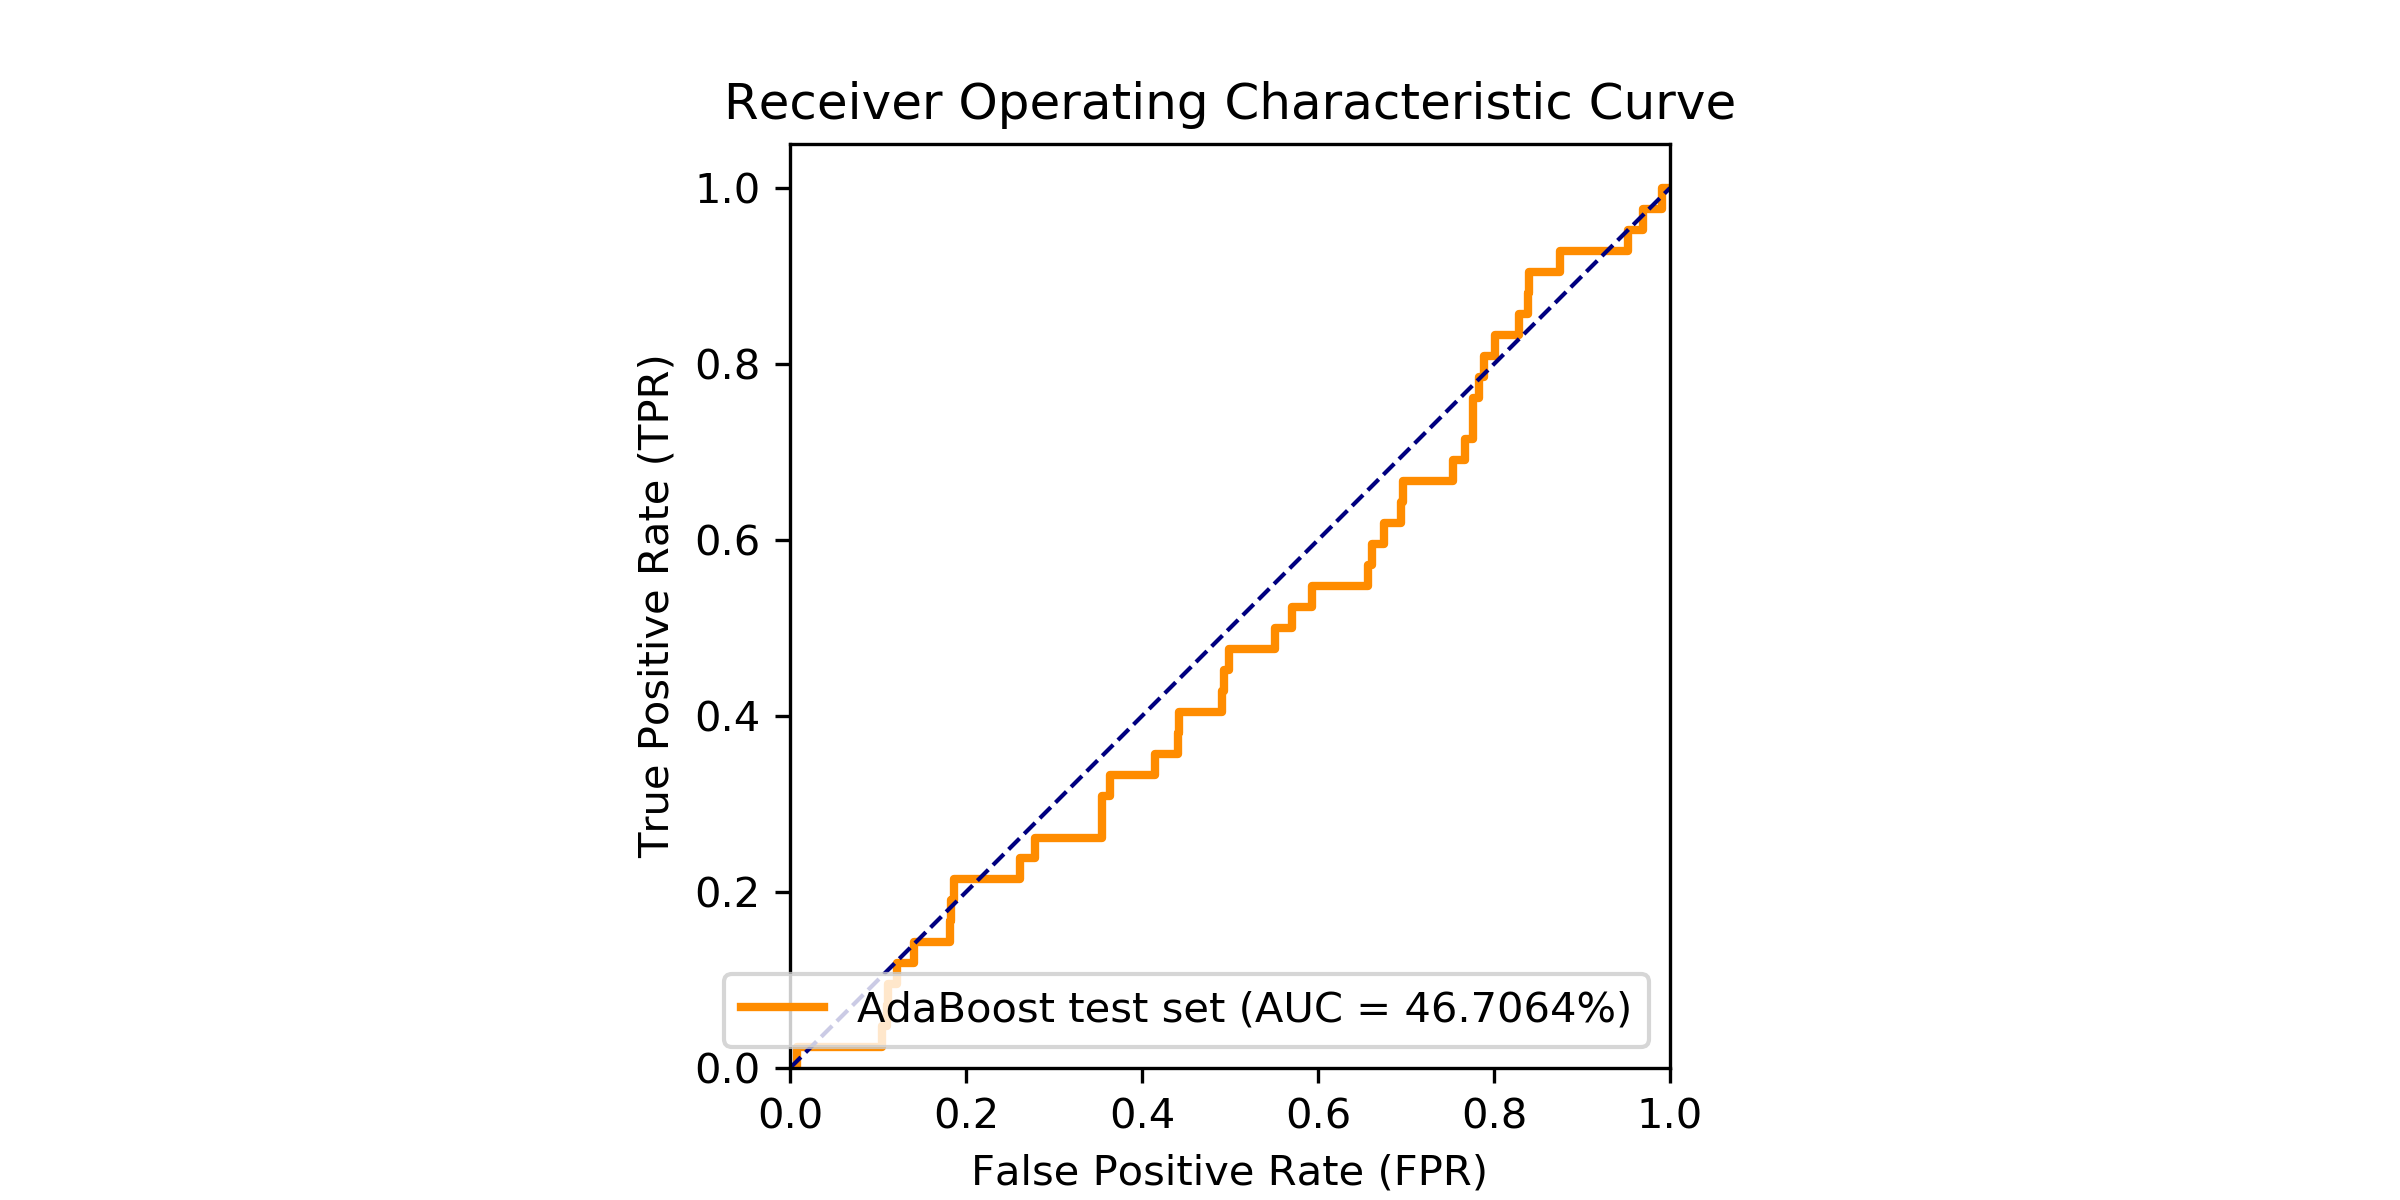 Receiver Operating Characteristic Curve
1.0
0.8
0.6
0.4
0.2
0.0
True Positive Rate (TPR)
AdaBoost test set (AUC = 46.7064%)
0.0 0.2 0.4 0.6 0.8 1.0
False Positive Rate (FPR)